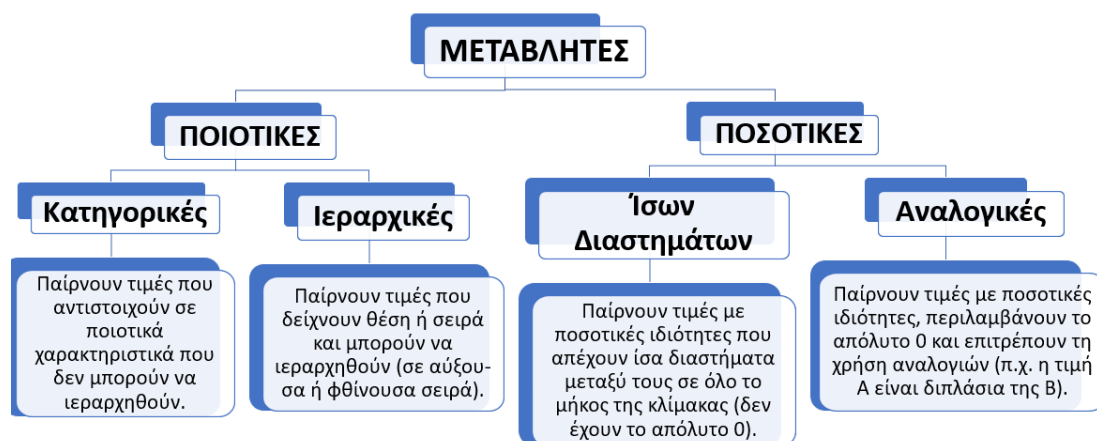 ΜΕΤΑΒΛΗΤΕΣ
ΠΟΙΟΤΙΚΕΣ
ΠΟΣΟΤΙΚΕΣ
Κατηγορικές
Ιεραρχικές
Ίσων
Διαστημάτων
Αναλογικές
Παίρνουν τιμές που
αντιστοιχούν σε
ποιοτικά
χαρακτηριστικά που
δεν μπορούν να
ιεραρχηθούν.
Παίρνουν τιμές που
δείχνουν θέση ή σειρά
και μπορούν να
ιεραρχηθούν (σε αύξου-
σα ή φθίνουσα σειρά).
Παίρνουν τιμές με
ποσοτικές ιδιότητες που
απέχουν ίσα διαστήματα
μεταξύ τους σε όλο το
μήκος της κλίμακας (δεν
έχουν το απόλυτο 0).
Παίρνουν τιμές με ποσοτικές
ιδιότητες, περιλαμβάνουν το
απόλυτο 0 και επιτρέπουν τη
χρήση αναλογιών (π.χ. η τιμή
Α είναι διπλάσια της Β).